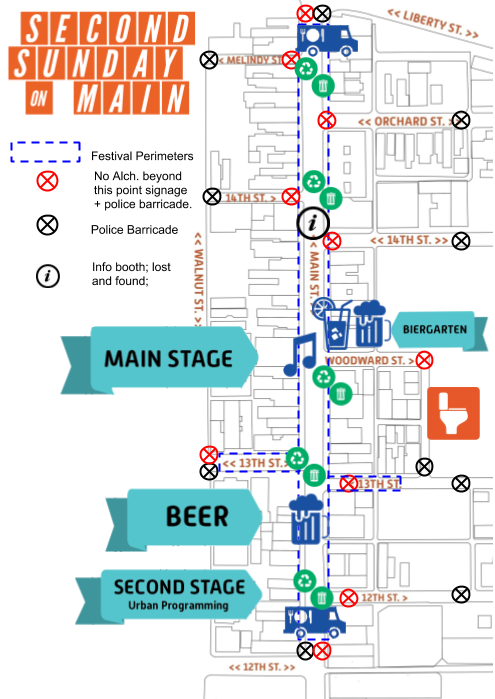 SECOND
SUNDAY
ON MAIN
<< LIBERTY ST. >>
< MELINDY ST.
<< ORCHARD ST. >
Festival Perimeters
No Alch. beyond
this point signage
+ police barricade.
Police Barricade
i
Info booth; lost
and found;
14TH ST. >
i
<< 14TH ST. >>
<< WALNUT ST. >>
< MAIN ST.
BIERGARTEN
MAIN STAGE
WOODWARD ST. >
<< 13TH ST.
13TH ST
BEER
SECOND STAGE
Urban Programming
12TH ST. >
<< 12TH ST. >>